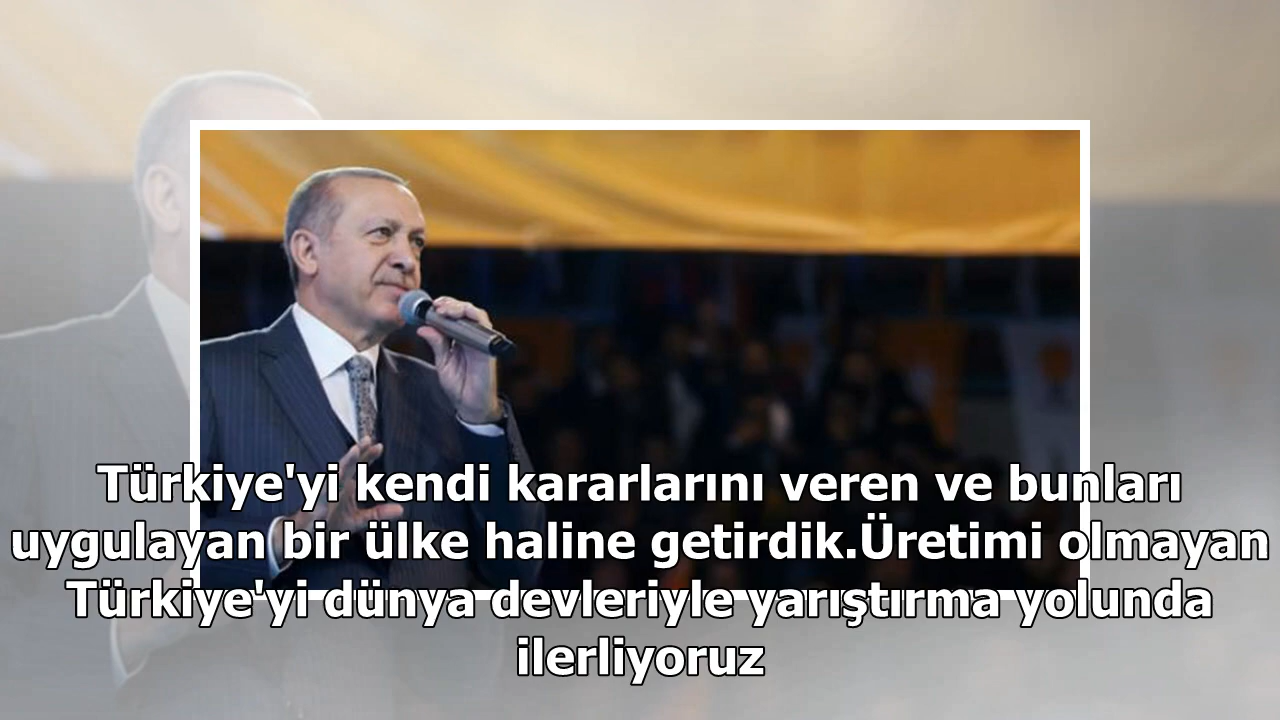 Türkiye'yi kendi kararlarını veren ve bunları
uygulayan bir ülke haline getirdik.Üretimi olmayan
Türkiye'yi dünya devleriyle yarıştırma yolunda
ilerliyoruz